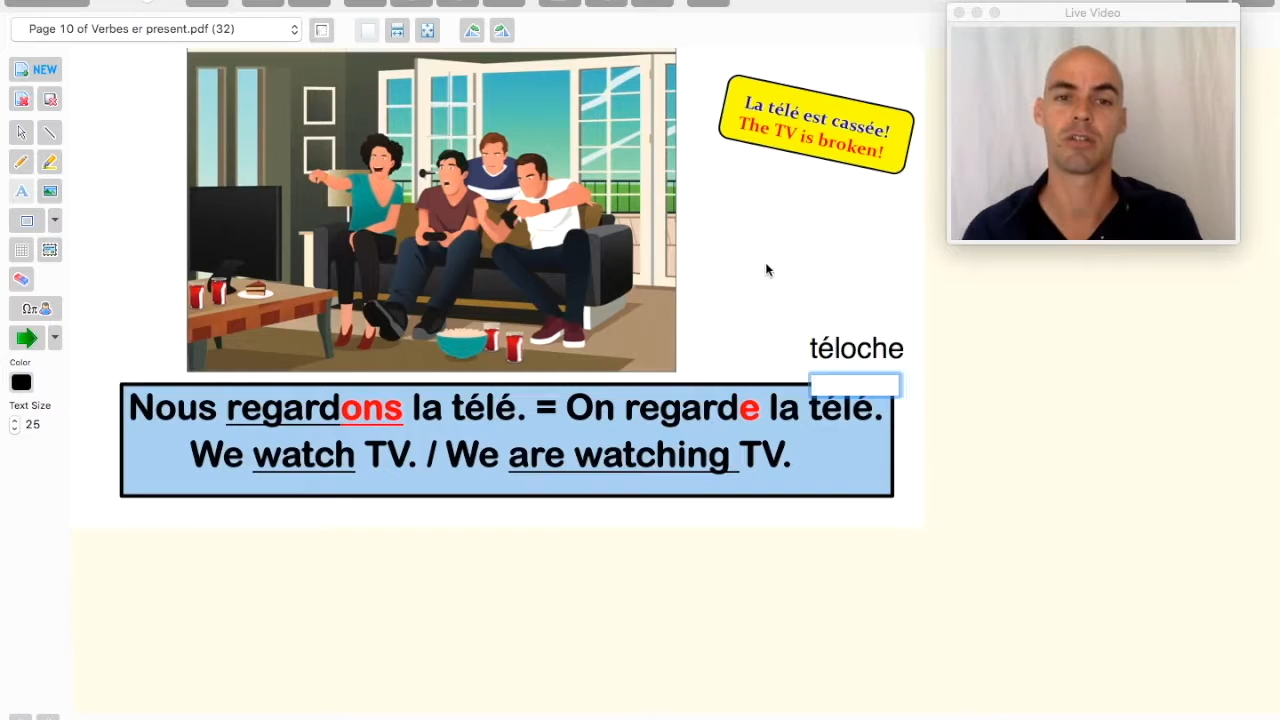 Page 10 of Verbes er present.pdf (32)
Live Video
NEW
La télé est cassée!
The TV is broken!
A
Ωπ
Color
Text Size
25
téloche
Nous regardons la télé. = On regarde la télé.
We watch TV. / We are watching TV.